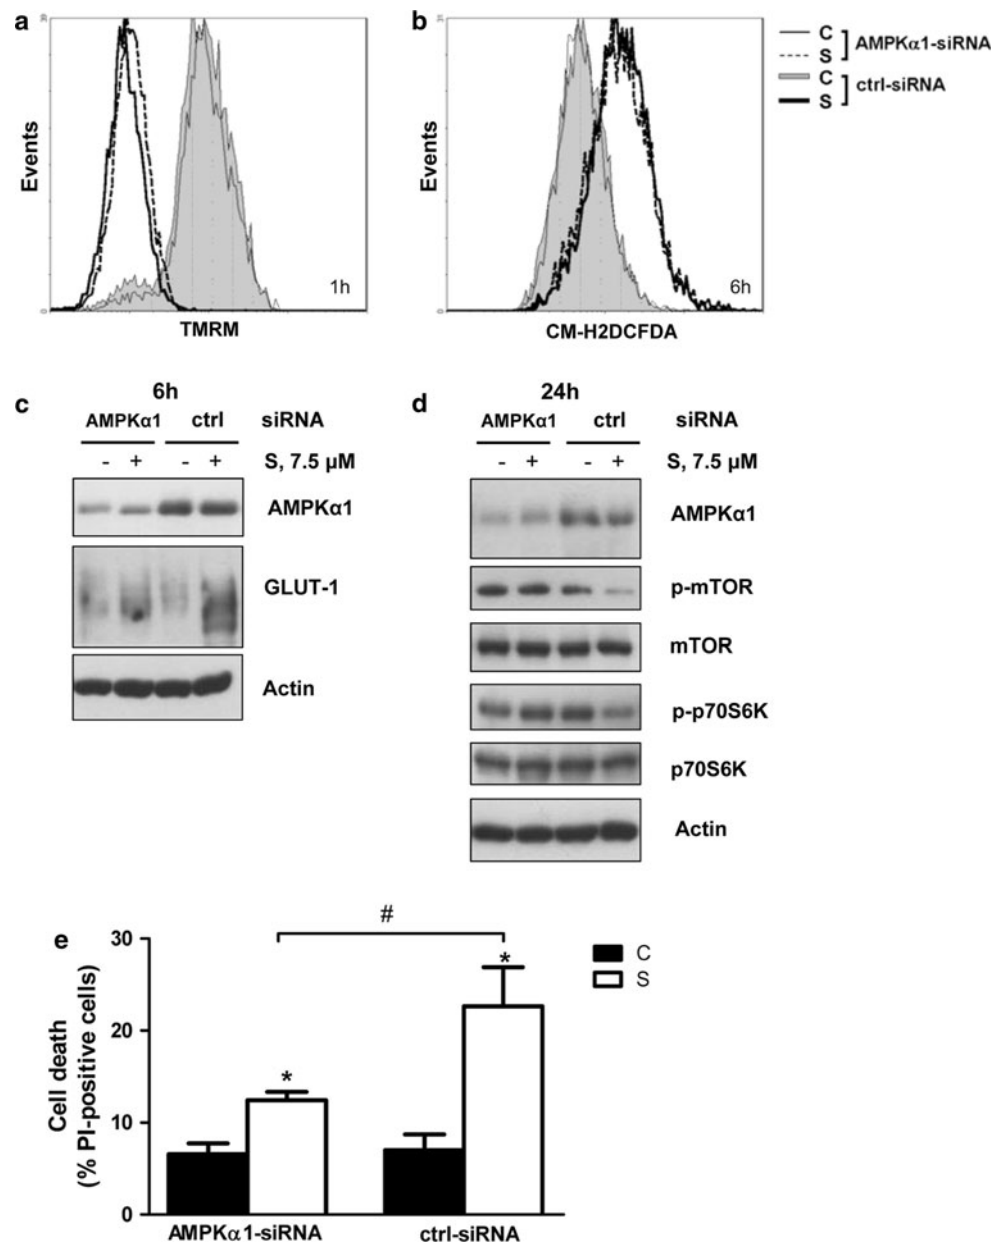 a
Events
1h
TMRM
b
Events
6h
CM-H2DCFDA
C
S
AMPKα1-siRNA
C
S
ctrl-siRNA
c
6h
AMPKα1 ctrl siRNA
- + - + S, 7.5 µM
AMPKα1
GLUT-1
Actin
d
24h
AMPKα1 ctrl siRNA
- + - + S, 7.5 µM
AMPKα1
p-mTOR
mTOR
p-p70S6K
p70S6K
Actin
e
Cell death
(% PI-positive cells)
30
20
10
0
#
*
*
C
S
AMPKα1-siRNA ctrl-siRNA